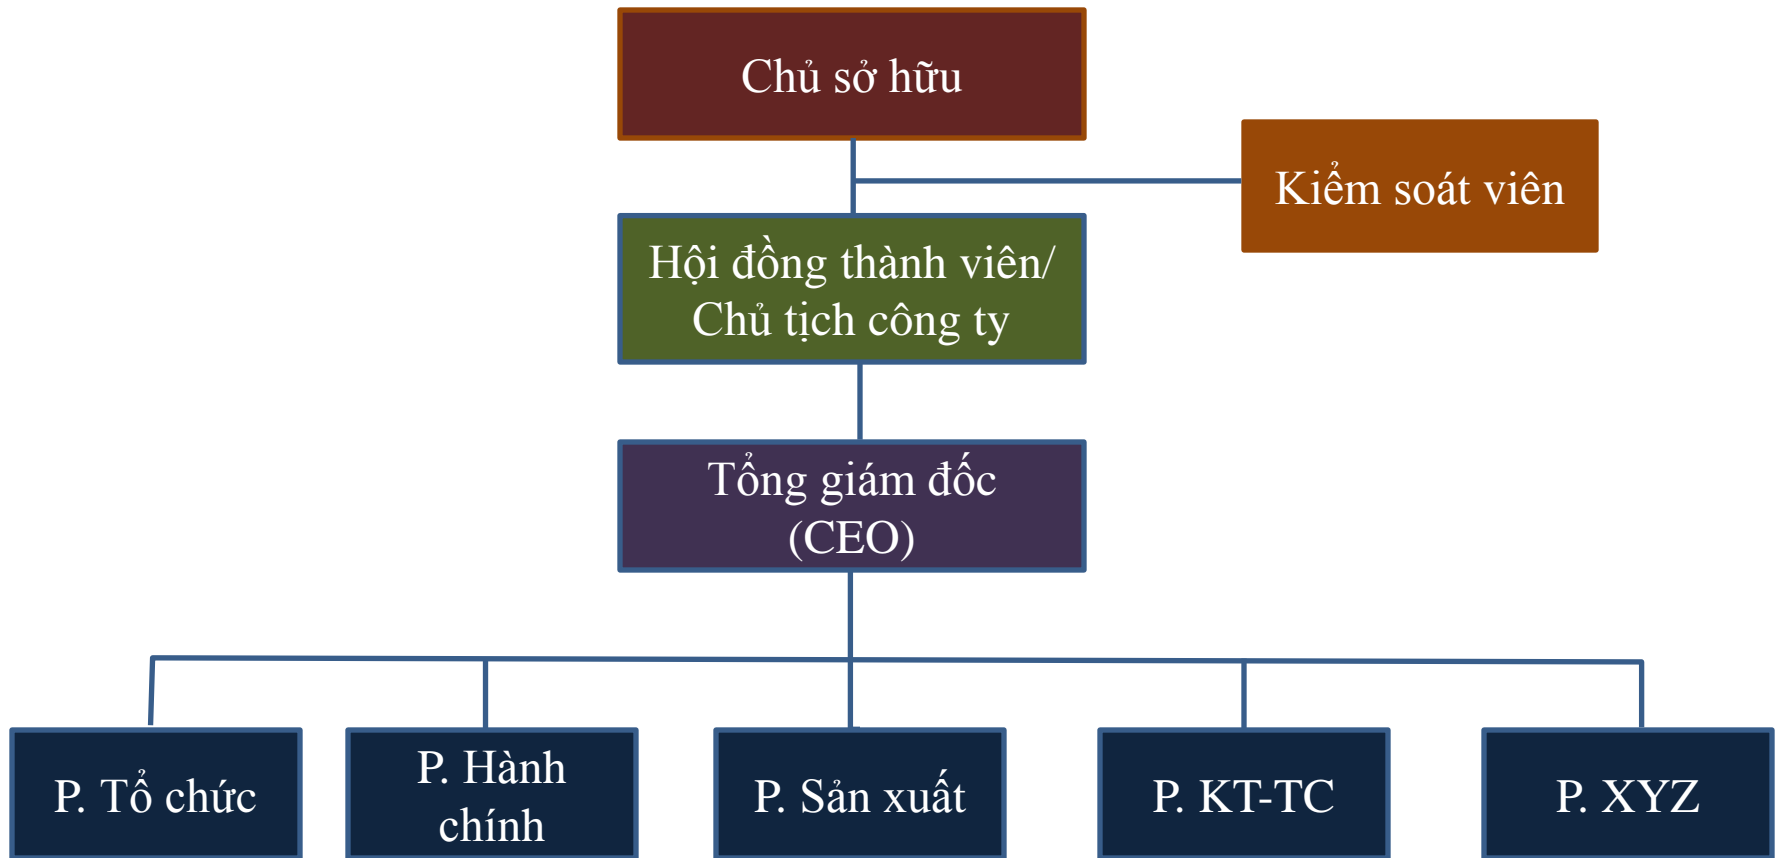 Chủ sở hữu
Kiểm soát viên
Hội đồng thành viên/
Chủ tịch công ty
Tổng giám đốc
(CEO)
P. Tổ chức
P. Hành
chính
P. Sản xuất
P. KT-TC
P. XYZ